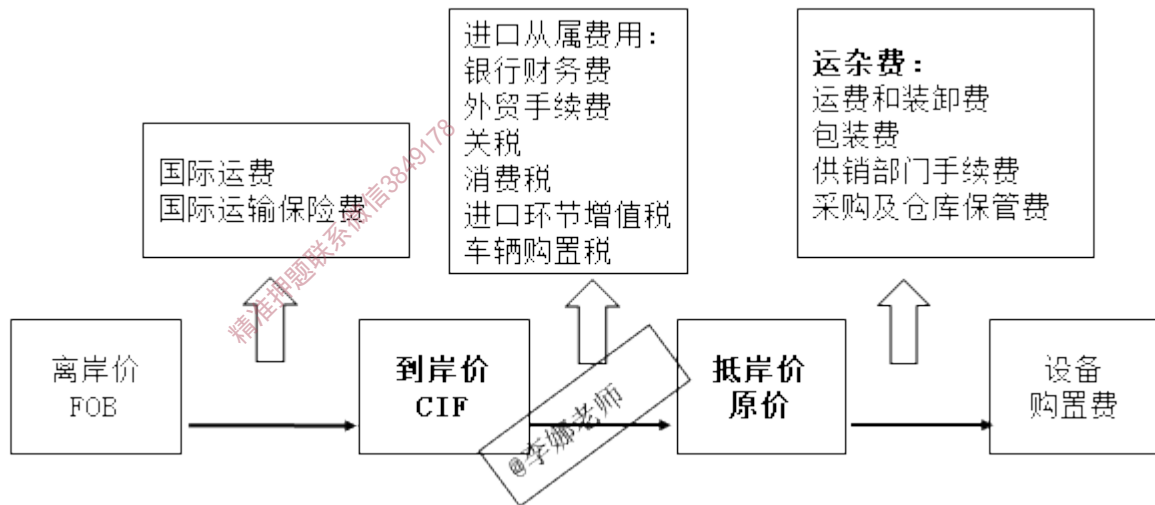 国际运费
国际运输保险费
进口从属费用：
银行财务费
外贸手续费
关税
消费税
进口环节增值税
车辆购置税
运杂费：
运费和装卸费
包装费
供销部门手续费
采购及仓库保管费
离岸价
FOB
到岸价
CIF
抵岸价
原价
设备
购置费
精准押题联系微信3849178
@李娜老师